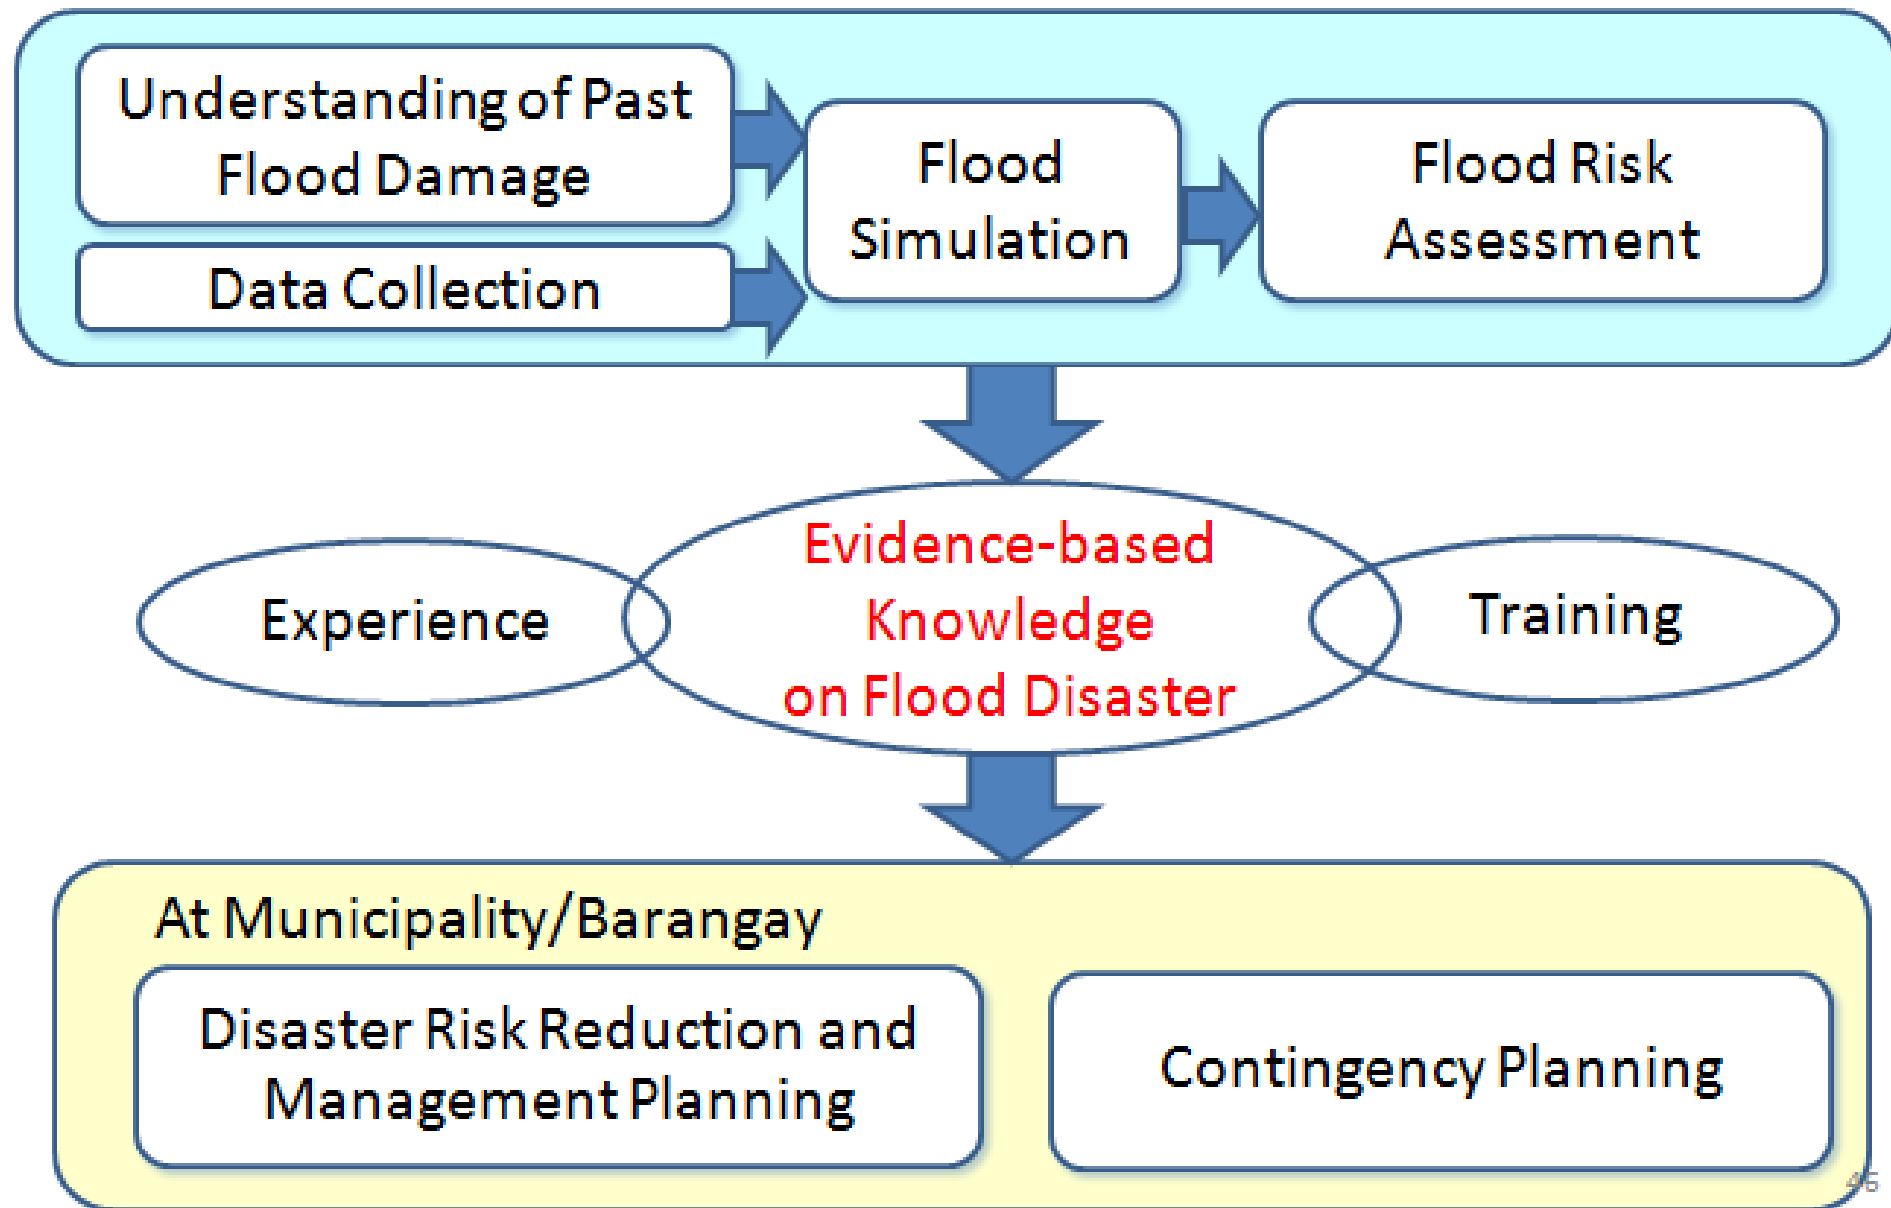 Understanding of Past
Flood Damage
Data Collection
Flood
Simulation
Flood Risk
Assessment
Experience
Evidence-based
Knowledge
on Flood Disaster
Training
At Municipality/Barangay
Disaster Risk Reduction and
Management Planning
Contingency Planning
46